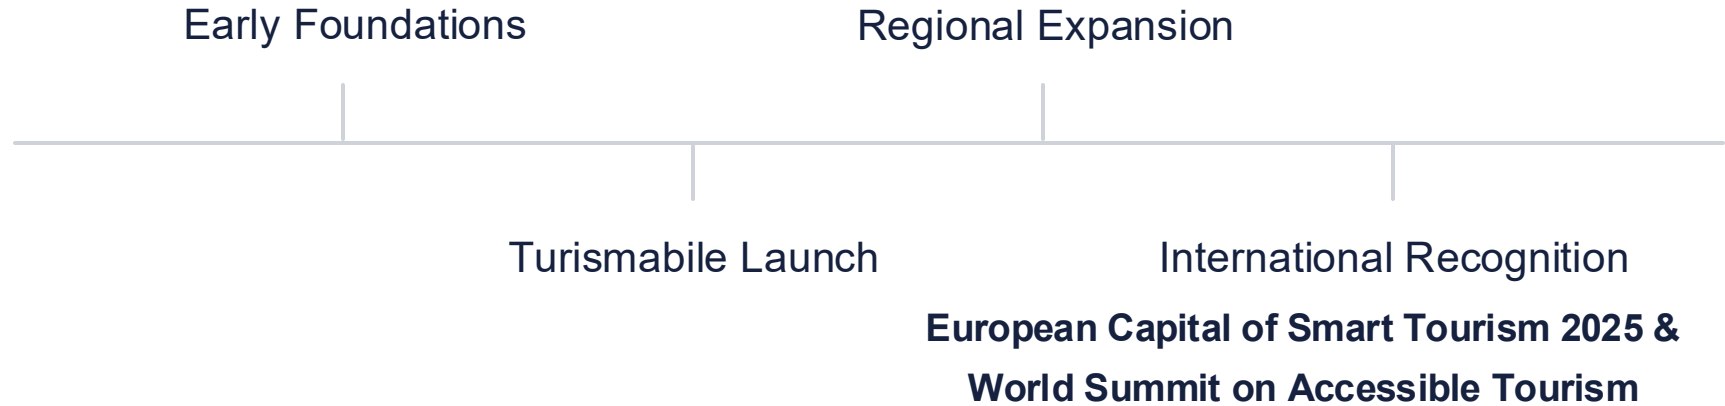 Early Foundations
Regional Expansion
Turismabile Launch
International Recognition
European Capital of Smart Tourism 2025 &
World Summit on Accessible Tourism